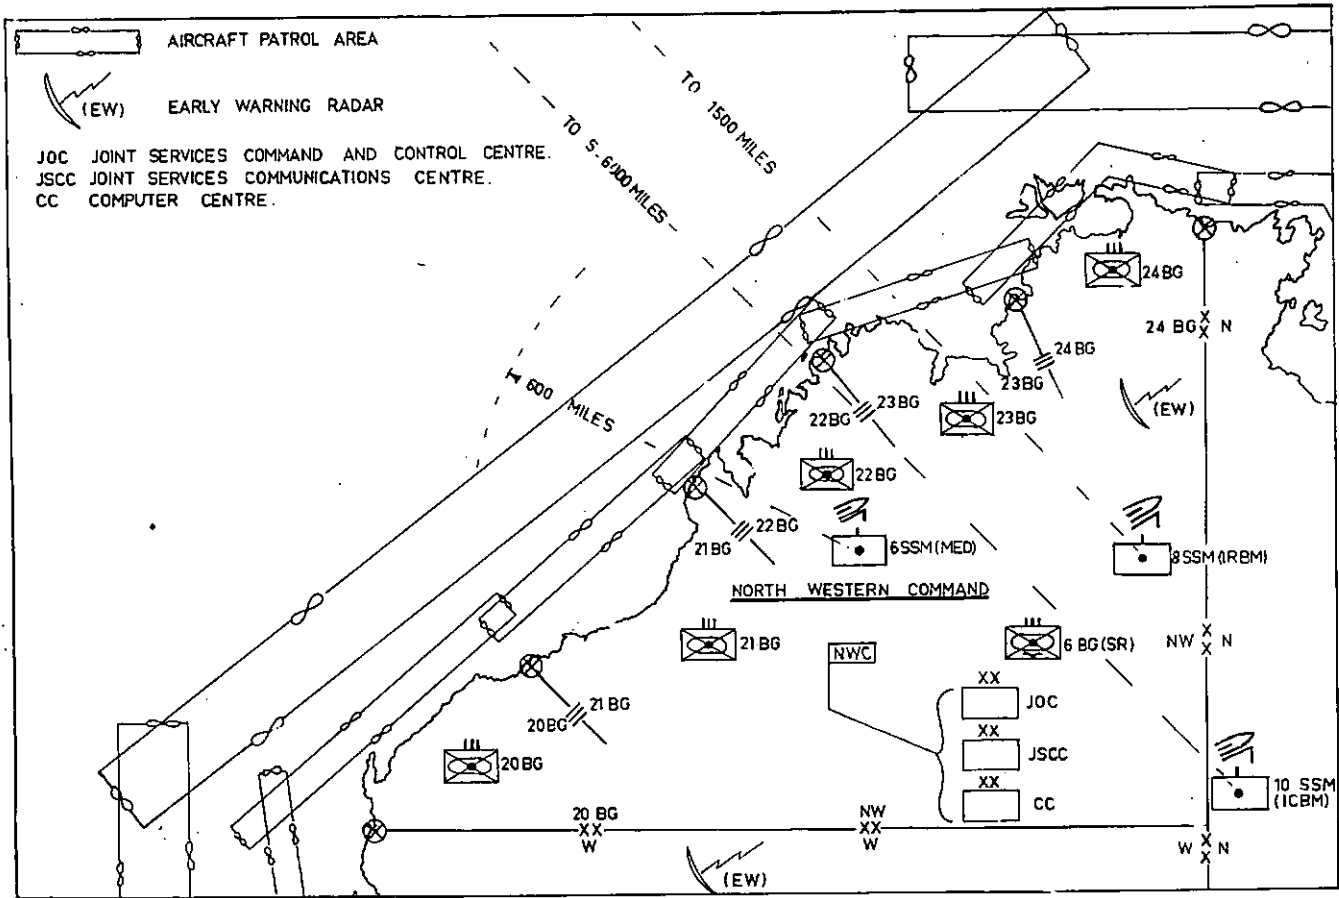 AIRCRAFT PATROL AREA
(EW) EARLY WARNING RADAR
JOC JOINT SERVICES COMMAND AND CONTROL CENTRE.
JSCC JOINT SERVICES COMMUNICATIONS CENTRE.
CC COMPUTER CENTRE.
TO 1500 MILES
TO 5-6000 MILES
600 MILES
24 BG
24 BG XX N
24 BG
23 BG
23 BG
22 BG
23 BG
(EW)
22 BG
22 BG
21 BG
6 SSM (MED)
8 SSM (IRBM)
NORTH WESTERN COMMAND
21 BG
NWC
6 BG (SR)
NW XX N
XX
JOC
21 BG
20 BG
XX
JSCC
20 BG
XX
CC
10 SSM
(ICBM)
20 BG
XX
W
NW
XX
W
W XX N
(EW)